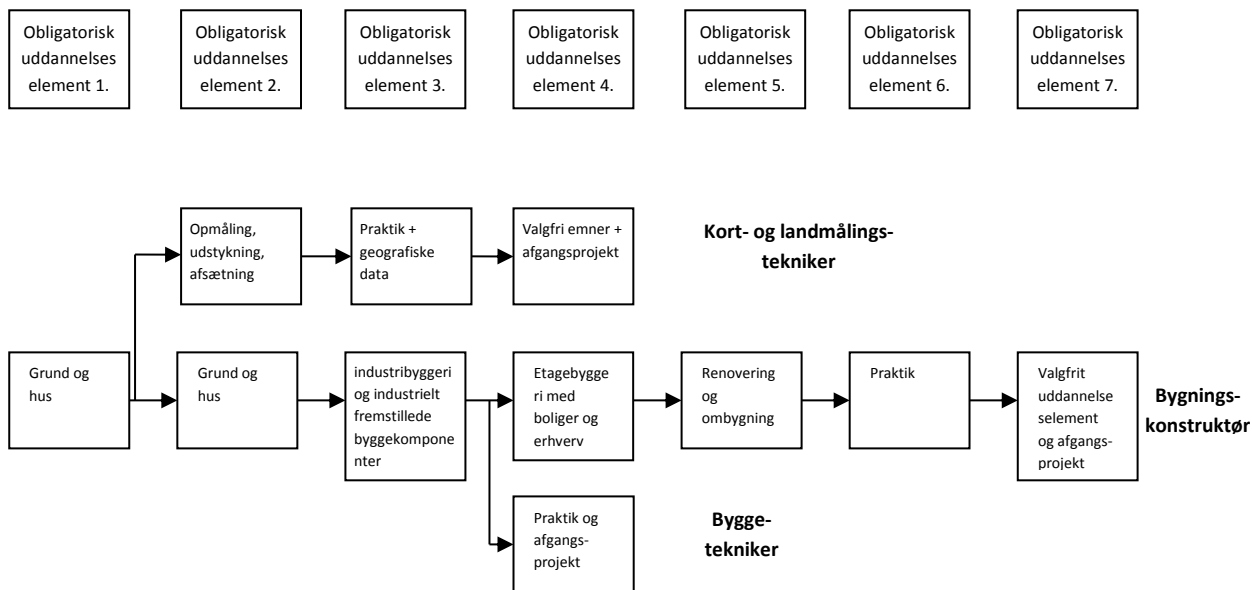 Obligatorisk
uddannelses
element 1.
Obligatorisk
uddannelses
element 2.
Obligatorisk
uddannelses
element 3.
Obligatorisk
uddannelses
element 4.
Obligatorisk
uddannelses
element 5.
Obligatorisk
uddannelses
element 6.
Obligatorisk
uddannelses
element 7.
Opmåling,
udstykning,
afsætning
Praktik +
geografiske
data
Valgfri emner +
afgangsprojekt
Kort- og landmålings-
tekniker
Grund og
hus
Grund og
hus
industribyggeri
og industrielt
fremstillede
byggekompone
nter
Etagebygge
ri med
boliger og
erhverv
Renovering
og
ombygning
Praktik
Valgfrit
uddannelse
selement
og afgangs-
projekt
Bygnings-
konstruktør
Praktik og
afgangs-
projekt
Bygge-
tekniker